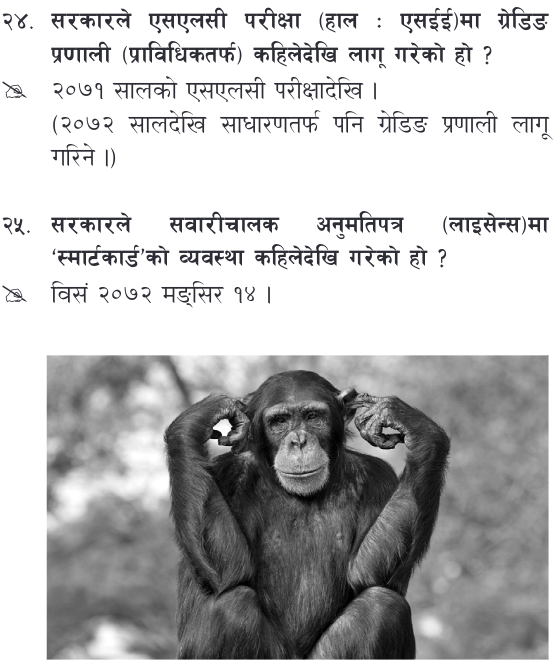 २४. सरकारले एसएलसी परीक्षा (हाल : एसईई)मा ग्रेडिङ
प्रणाली (प्राविधिकतर्फ) कहिलेदेखि लागू गरेको हो ?
२०७१ सालको एसएलसी परीक्षादेखि ।
(२०७२ सालदेखि साधारणतर्फ पनि ग्रेडिङ प्रणाली लागू
गरिने ।)
२५. सरकारले सवारीचालक अनुमतिपत्र (लाइसेन्स)मा
‘स्मार्टकार्ड’को व्यवस्था कहिलेदेखि गरेको हो ?
विसं २०७२ मङ्सिर १४ ।